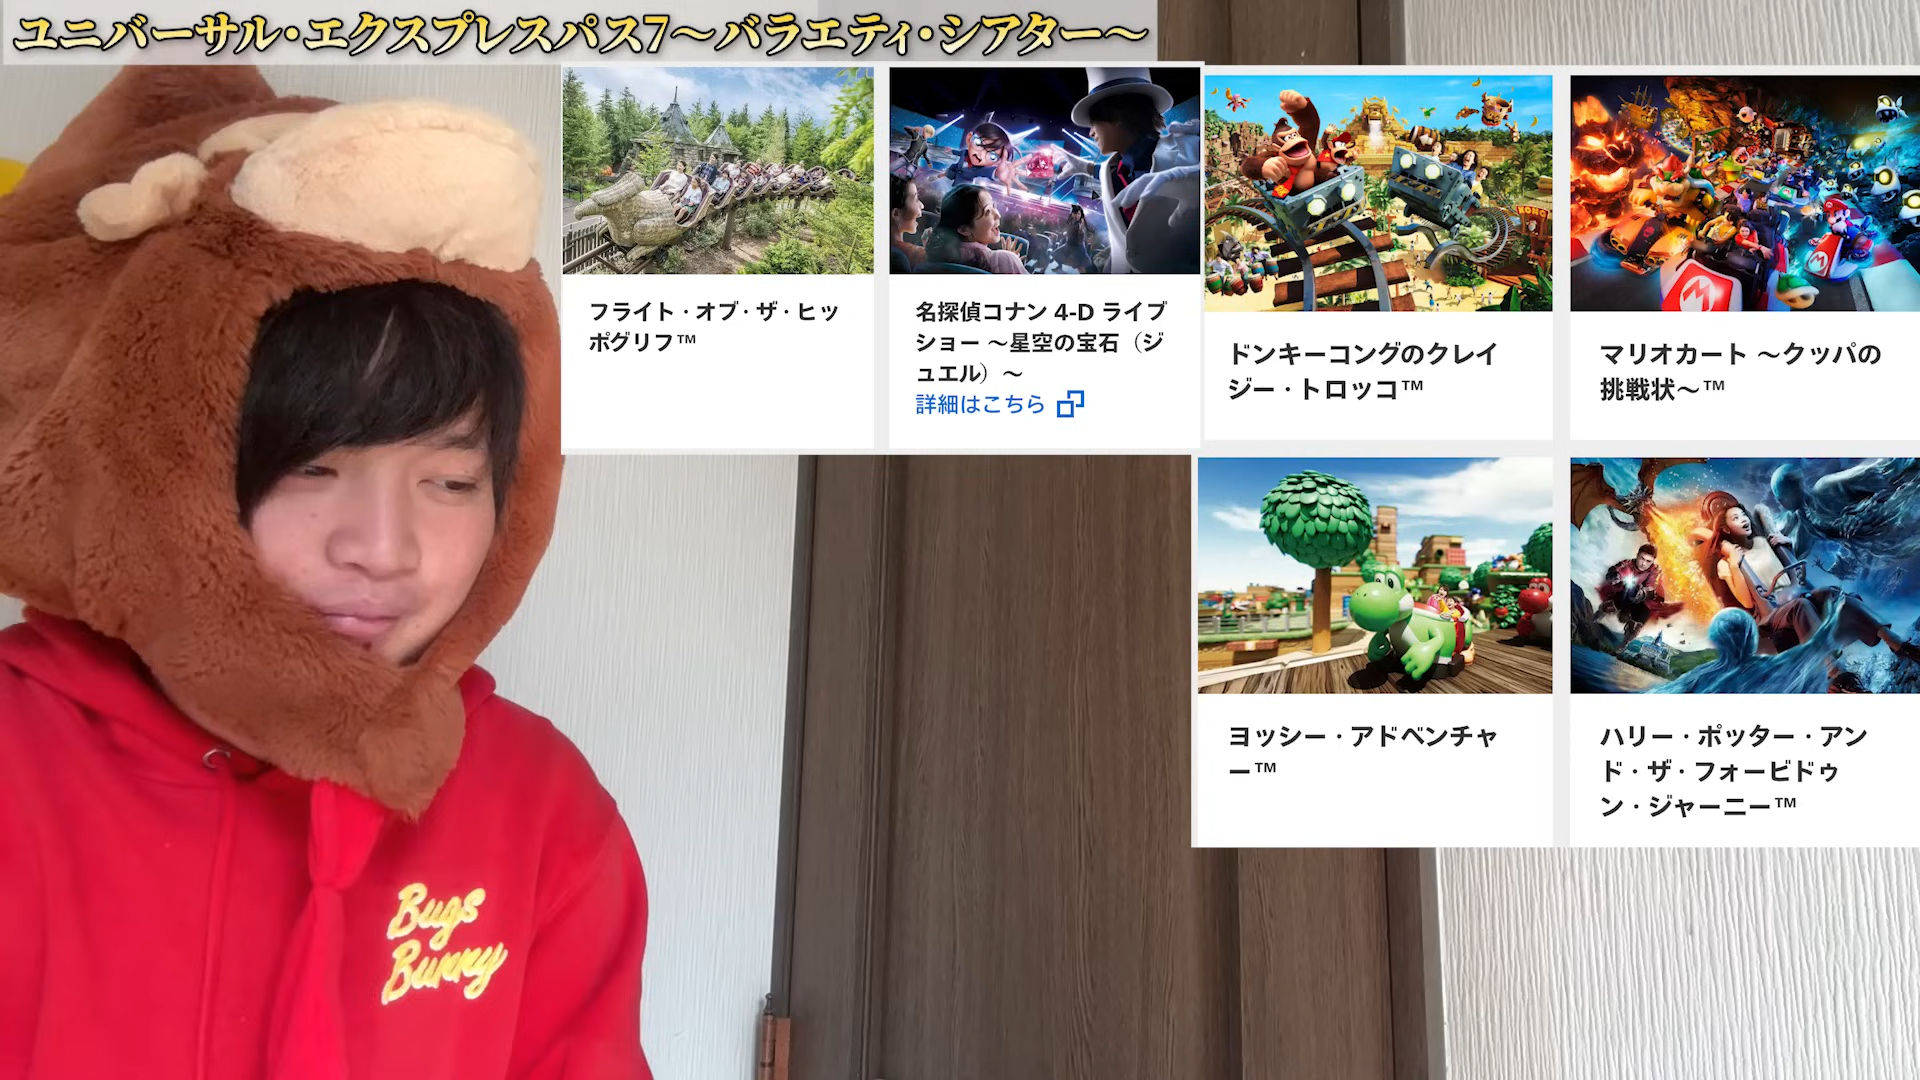 ユニバーサル・エクスプレスパス7～バラエティ・シアター～
フライト・オブ・ザ・ヒッ
ポグリフ™
名探偵コナン 4-D ライブ
ショー ～星空の宝石（ジ
ュエル）～
詳細はこちら
ドンキーコングのクレイ
ジー・トロッコ™
マリオカート ～クッパの
挑戦状～™
ヨッシー・アドベンチャ
ー™
ハリー・ポッター・アン
ド・ザ・フォービドゥ
ン・ジャーニー™
Bugs
Bunny